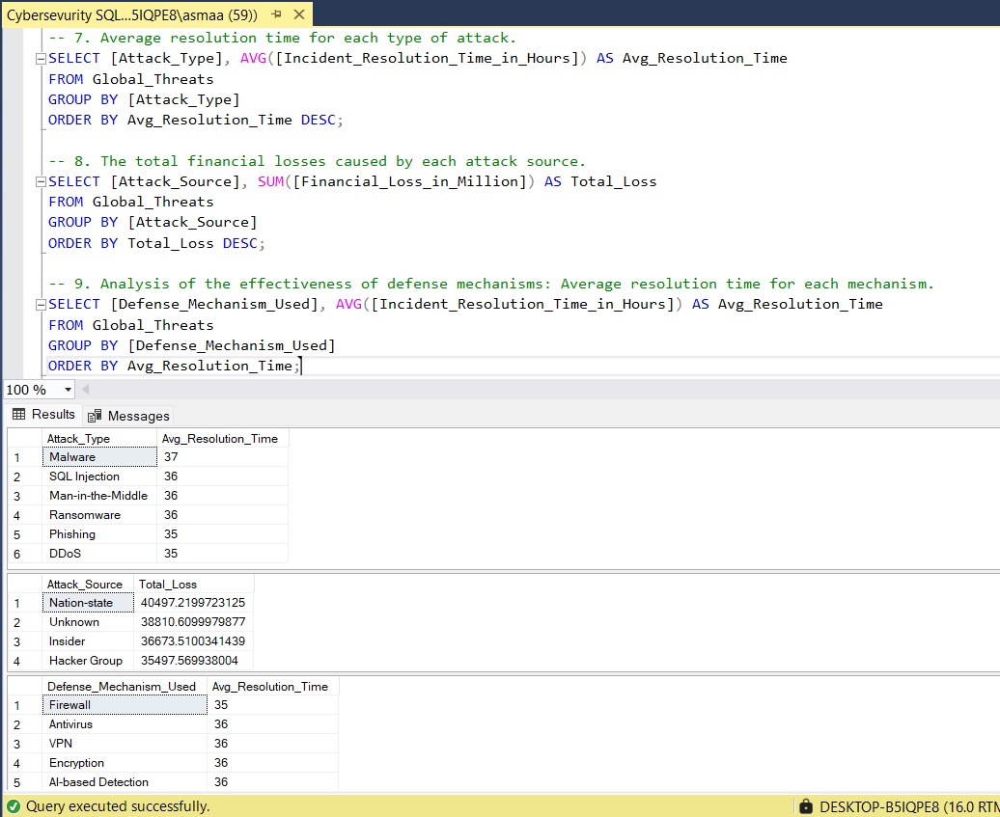 Cybersevurity SQL...5IQPE8\asmaa (59))
-- 7. Average resolution time for each type of attack.
SELECT [Attack_Type], AVG([Incident_Resolution_Time_in_Hours]) AS Avg_Resolution_Time
FROM Global_Threats
GROUP BY [Attack_Type]
ORDER BY Avg_Resolution_Time DESC;
-- 8. The total financial losses caused by each attack source.
SELECT [Attack_Source], SUM([Financial_Loss_in_Million]) AS Total_Loss
FROM Global_Threats
GROUP BY [Attack_Source]
ORDER BY Total_Loss DESC;
-- 9. Analysis of the effectiveness of defense mechanisms: Average resolution time for each mechanism.
SELECT [Defense_Mechanism_Used], AVG([Incident_Resolution_Time_in_Hours]) AS Avg_Resolution_Time
FROM Global_Threats
GROUP BY [Defense_Mechanism_Used]
ORDER BY Avg_Resolution_Time;
100 %
Results Messages
Attack_Type Avg_Resolution_Time
1 Malware 37
2 SQL Injection 36
3 Man-in-the-Middle 36
4 Ransomware 36
5 Phishing 35
6 DDoS 35
Attack_Source Total_Loss
1 Nation-state 40497.2199723125
2 Unknown 38810.6099979877
3 Insider 36673.5100341439
4 Hacker Group 35497.569938004
Defense_Mechanism_Used Avg_Resolution_Time
1 Firewall 35
2 Antivirus 36
3 VPN 36
4 Encryption 36
5 AI-based Detection 36
Query executed successfully. DESKTOP-B5IQPE8 (16.0 RTM